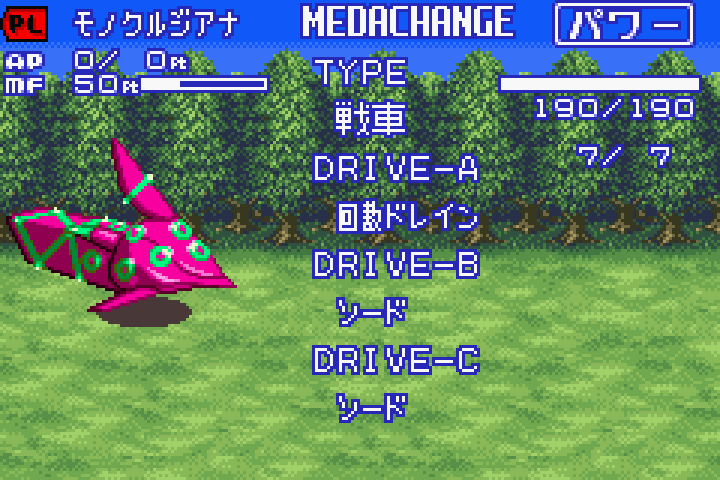 PL モノクルジアナ MEDACHANGE パワー
AP 0/ 0Pt TYPE
MF 50Pt
戦車 190/190
DRIVE-A 7/ 7
回数ドレイン
DRIVE-B
ソード
DRIVE-C
ソード